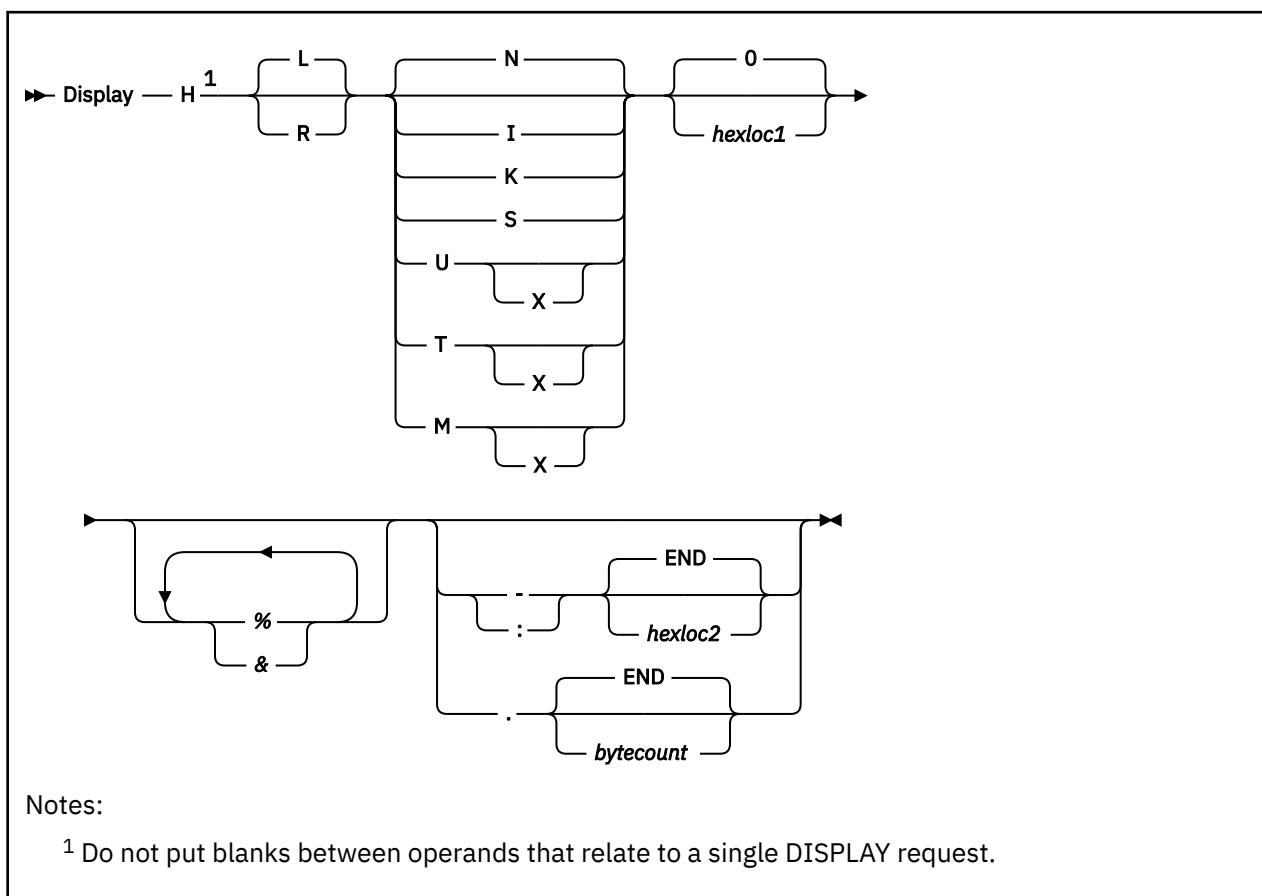 L N 0
Display H 1
R I hexloc1
K
S
U
X
T
X
M
X
END
% - :
hexloc2
&
END
.
bytecount
Notes:
1 Do not put blanks between operands that relate to a single DISPLAY request.